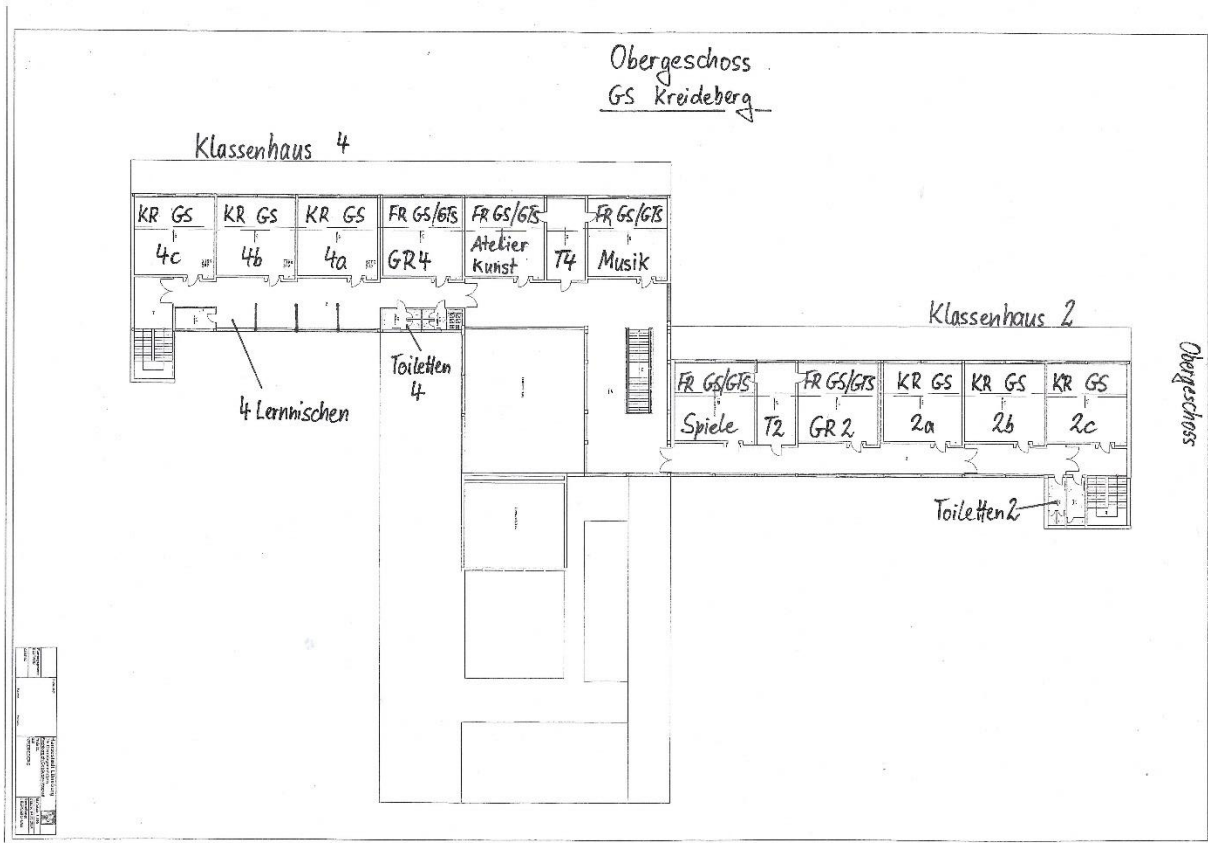 Obergeschoss
GS Kreideberg
Klassenhaus 4
KR GS
4c
KR GS
4b
KR GS
4a
FR GS/GTS
GR4
FR GS/GTS
Atelier
Kunst
T4
FR GS/GTS
Musik
Toiletten
4
4 Lernnischen
Klassenhaus 2
FR GS/GTS
Spiele
T2
FR GS/GTS
GR 2
KR GS
2a
KR GS
2b
KR GS
2c
Toiletten 2
Obergeschoss
Hansestadt Lüneburg